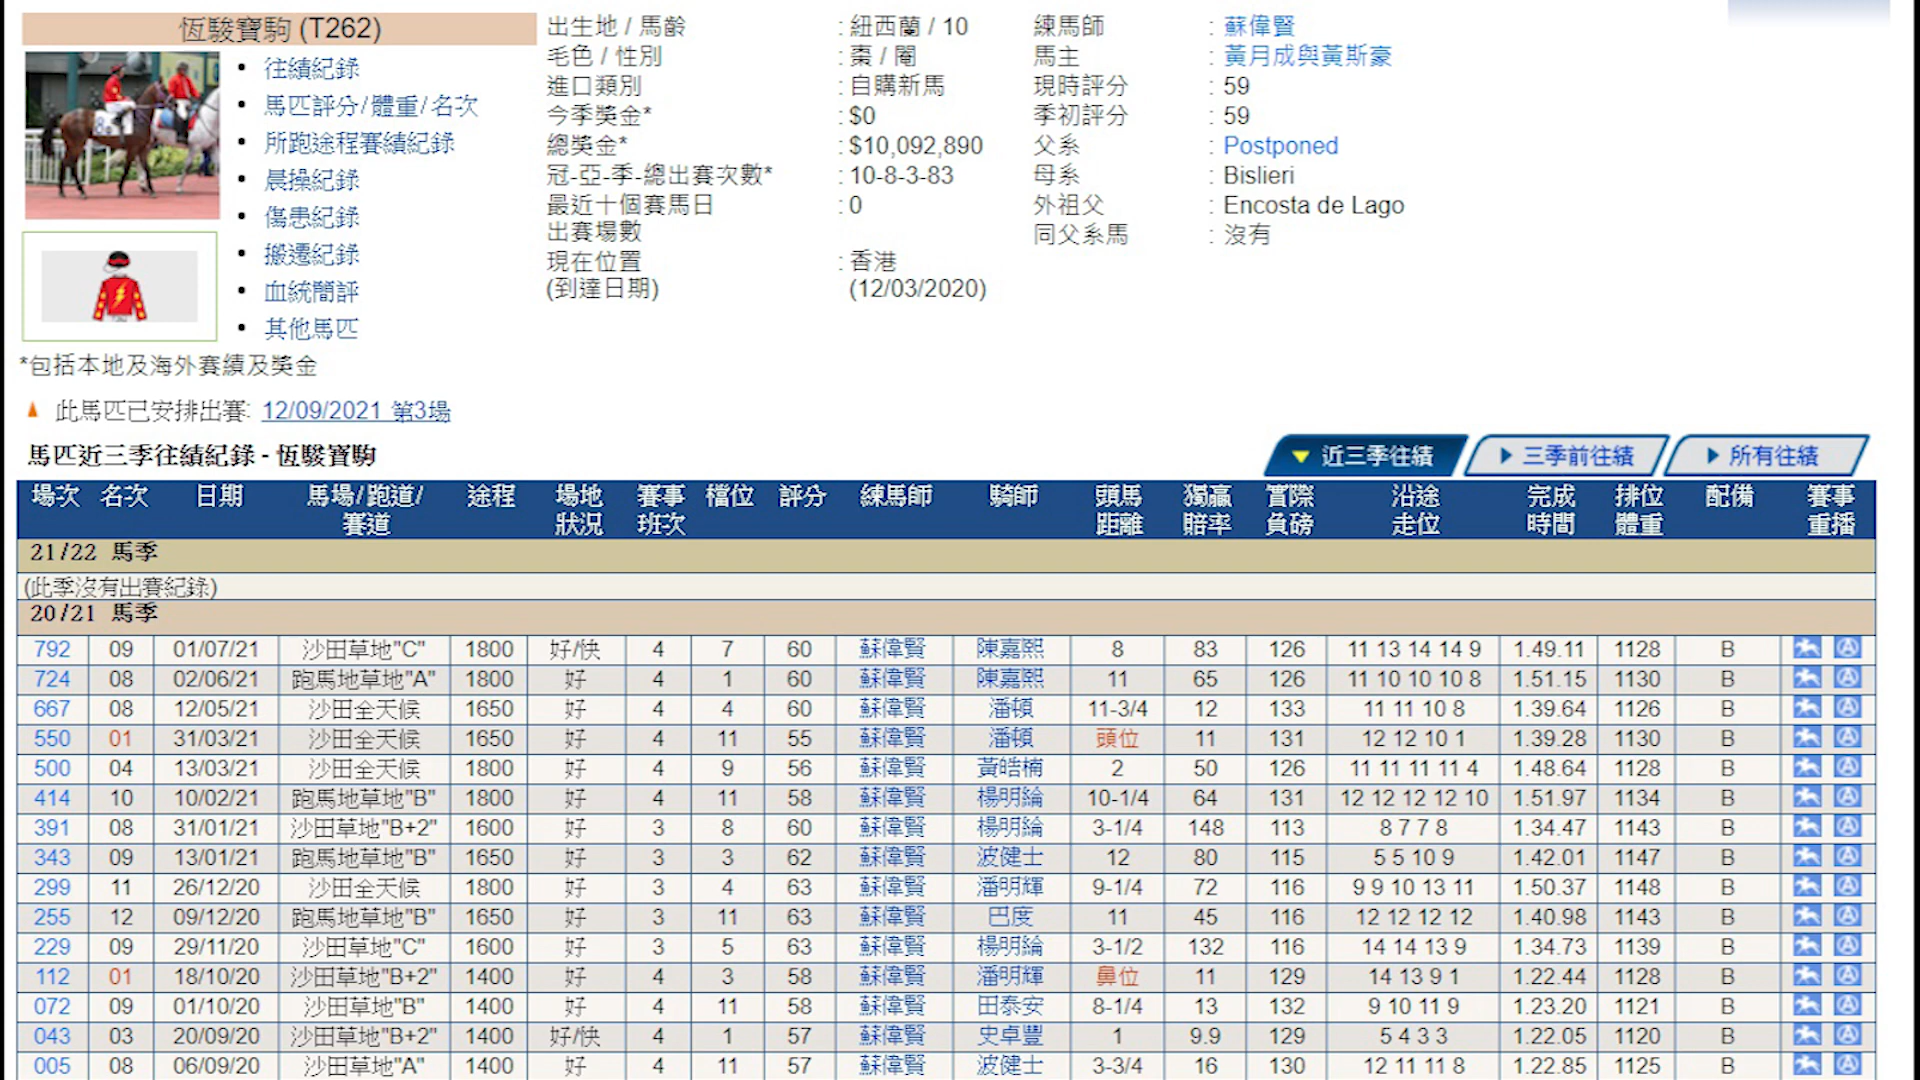 恆駿寶駒 (T262)
• 往績紀錄
• 馬匹評分/體重/名次
• 所跑途程賽績紀錄
• 晨操紀錄
• 傷患紀錄
• 搬遷紀錄
• 血統簡評
• 其他馬匹
*包括本地及海外賽績及獎金
出生地 / 馬齡 : 紐西蘭 / 10
毛色 / 性別 : 棗 / 閹
進口類別 : 自購新馬
今季獎金* : $0
總獎金* : $10,092,890
冠-亞-季-總出賽次數* : 10-8-3-83
最近十個賽馬日 : 0
出賽場數
現在位置 : 香港
(到達日期) (12/03/2020)
練馬師 : 蘇偉賢
馬主 : 黃月成與黃斯豪
現時評分 : 59
季初評分 : 59
父系 : Postponed
母系 : Bislieri
外祖父 : Encosta de Lago
同父系馬 : 沒有
此馬匹已安排出賽: 12/09/2021 第3場
馬匹近三季往績紀錄 - 恆駿寶駒
近三季往績 三季前往績 所有往績
場次 名次 日期 馬場/跑道/ 途程 場地 賽事 檔位 評分 練馬師 騎師 頭馬 獨贏 實際 沿途 完成 排位 配備 賽事
賽道 狀況 班次 距離 賠率 負磅 走位 時間 體重 重播
21/22 馬季
(此季沒有出賽紀錄)
20/21 馬季
792 09 01/07/21 沙田草地"C" 1800 好/快 4 7 60 蘇偉賢 陳嘉熙 8 83 126 11 13 14 14 9 1.49.11 1128 B
724 08 02/06/21 跑馬地草地"A" 1800 好 4 1 60 蘇偉賢 陳嘉熙 11 65 126 11 10 10 10 8 1.51.15 1130 B
667 08 12/05/21 沙田全天候 1650 好 4 4 60 蘇偉賢 潘頓 11-3/4 12 133 11 11 10 8 1.39.64 1126 B
550 01 31/03/21 沙田全天候 1650 好 4 11 55 蘇偉賢 潘頓 頭位 11 131 12 12 10 1 1.39.28 1130 B
500 04 13/03/21 沙田全天候 1800 好 4 9 56 蘇偉賢 黃皓楠 2 50 126 11 11 11 11 4 1.48.64 1128 B
414 10 10/02/21 跑馬地草地"B" 1800 好 4 11 58 蘇偉賢 楊明綸 10-1/4 64 131 12 12 12 12 10 1.51.97 1134 B
391 08 31/01/21 沙田草地"B+2" 1600 好 3 8 60 蘇偉賢 楊明綸 3-1/4 148 113 8 7 7 8 1.34.47 1143 B
343 09 13/01/21 跑馬地草地"B" 1650 好 3 3 62 蘇偉賢 波健士 12 80 115 5 5 10 9 1.42.01 1147 B
299 11 26/12/20 沙田全天候 1800 好 3 4 63 蘇偉賢 潘明輝 9-1/4 72 116 9 9 10 13 11 1.50.37 1148 B
255 12 09/12/20 跑馬地草地"B" 1650 好 3 11 63 蘇偉賢 巴度 11 45 116 12 12 12 12 1.40.98 1143 B
229 09 29/11/20 沙田草地"C" 1600 好 3 5 63 蘇偉賢 楊明綸 3-1/2 132 116 14 14 13 9 1.34.73 1139 B
112 01 18/10/20 沙田草地"B+2" 1400 好 4 3 58 蘇偉賢 潘明輝 鼻位 11 129 14 13 9 1 1.22.44 1128 B
072 09 01/10/20 沙田草地"B" 1400 好 4 11 58 蘇偉賢 田泰安 8-1/4 13 132 9 10 11 9 1.23.20 1121 B
043 03 20/09/20 沙田草地"B+2" 1400 好/快 4 1 57 蘇偉賢 史卓豐 1 9.9 129 5 4 3 3 1.22.05 1120 B
005 08 06/09/20 沙田草地"A" 1400 好 4 11 57 蘇偉賢 波健士 3-3/4 16 130 12 11 11 8 1.22.85 1125 B